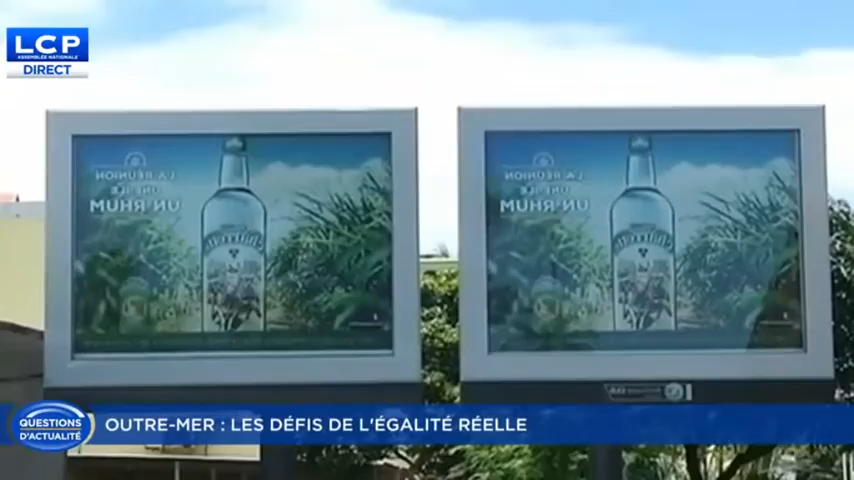 LCP
ASSEMBLÉE NATIONALE
DIRECT
LA RÉUNION
UNE ÎLE
UN RHUM
LA RÉUNION
UNE ÎLE
UN RHUM
QUESTIONS
D'ACTUALITÉ
OUTRE-MER : LES DÉFIS DE L'ÉGALITÉ RÉELLE